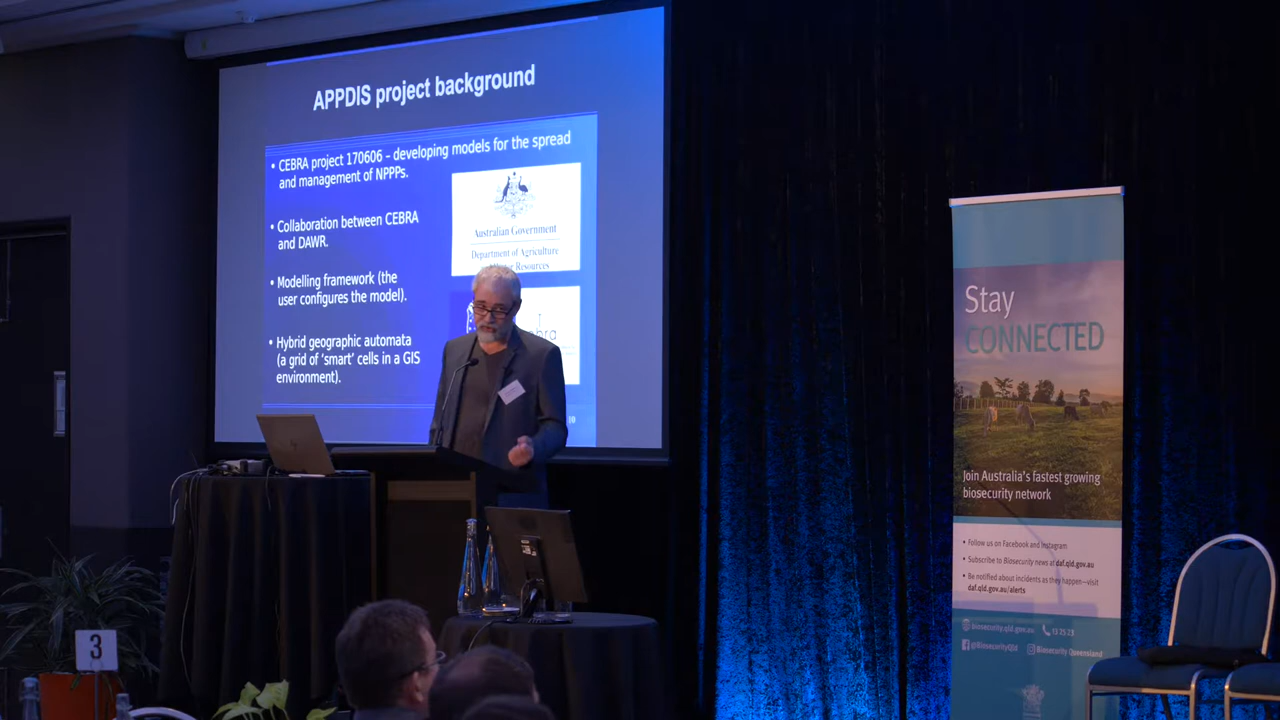 APPDIS project background
• CEBRA project 170606 – developing models for the spread
and management of NPPPs.
• Collaboration between CEBRA
and DAWR.
• Modelling framework (the
user configures the model).
• Hybrid geographic automata
(a grid of 'smart' cells in a GIS
environment).
Australian Government
Department of Agriculture
Resources
Stay
CONNECTED
Join Australia's fastest growing
biosecurity network
• Follow us on Facebook and Instagram
• Subscribe to Biosecurity news at daf.qld.gov.au
• Be notified about incidents as they happen—visit
daf.qld.gov.au/alerts
biosecurity.qld.gov.au 13 25 23
@BiosecurityQld Biosecurity Queensland
3